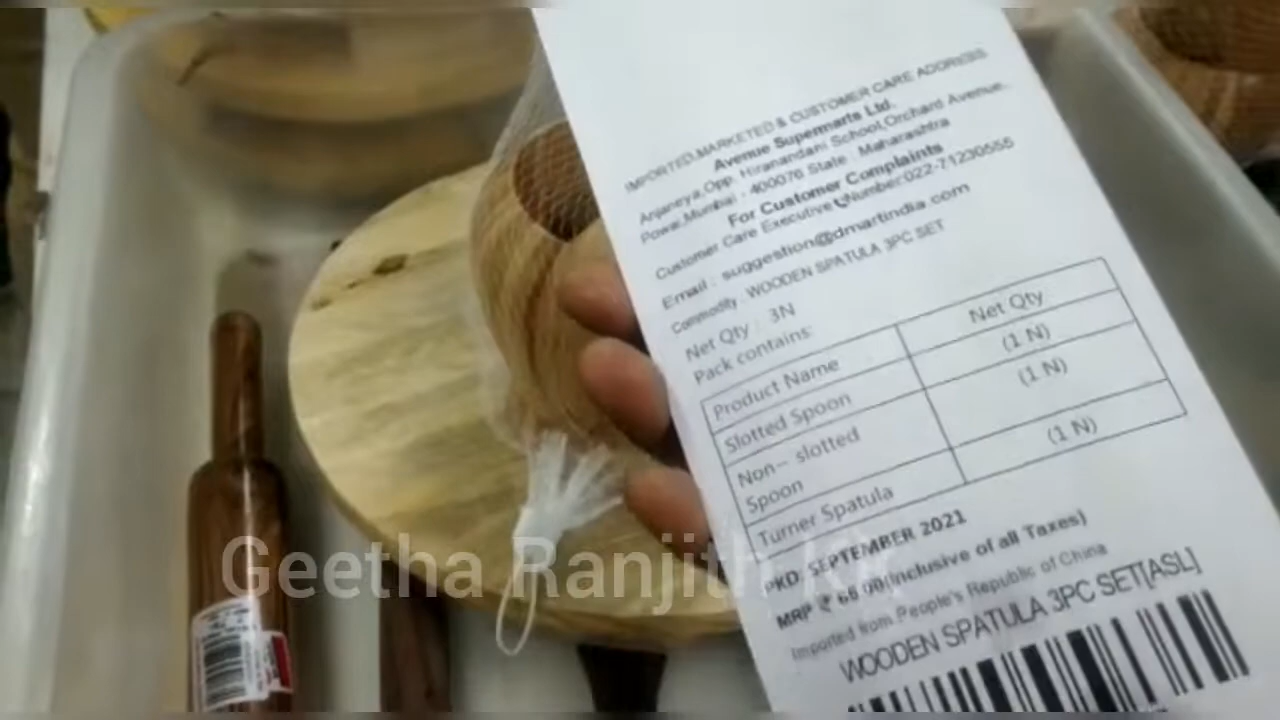 IMPORTED,MARKETED & CUSTOMER CARE ADDRESS
Avenue Supermarts Ltd.
Anjaneya,Opp. Hiranandani School,Orchard Avenue,
Powai,Mumbai - 400076 State : Maharashtra
For Customer Complaints
Customer Care Executive Number:022-71230555
Email : suggestion@dmartindia.com
Commodity : WOODEN SPATULA 3PC SET
Net Qty : 3N
Pack contains:
Product Name Net Qty
Slotted Spoon (1 N)
Non- slotted (1 N)
Spoon
Turner Spatula (1 N)
PKD. SEPTEMBER 2021
MRP ₹ 66.00(Inclusive of all Taxes)
Imported from People's Republic of China
WOODEN SPATULA 3PC SET[ASL]
Geetha Ranjith KK